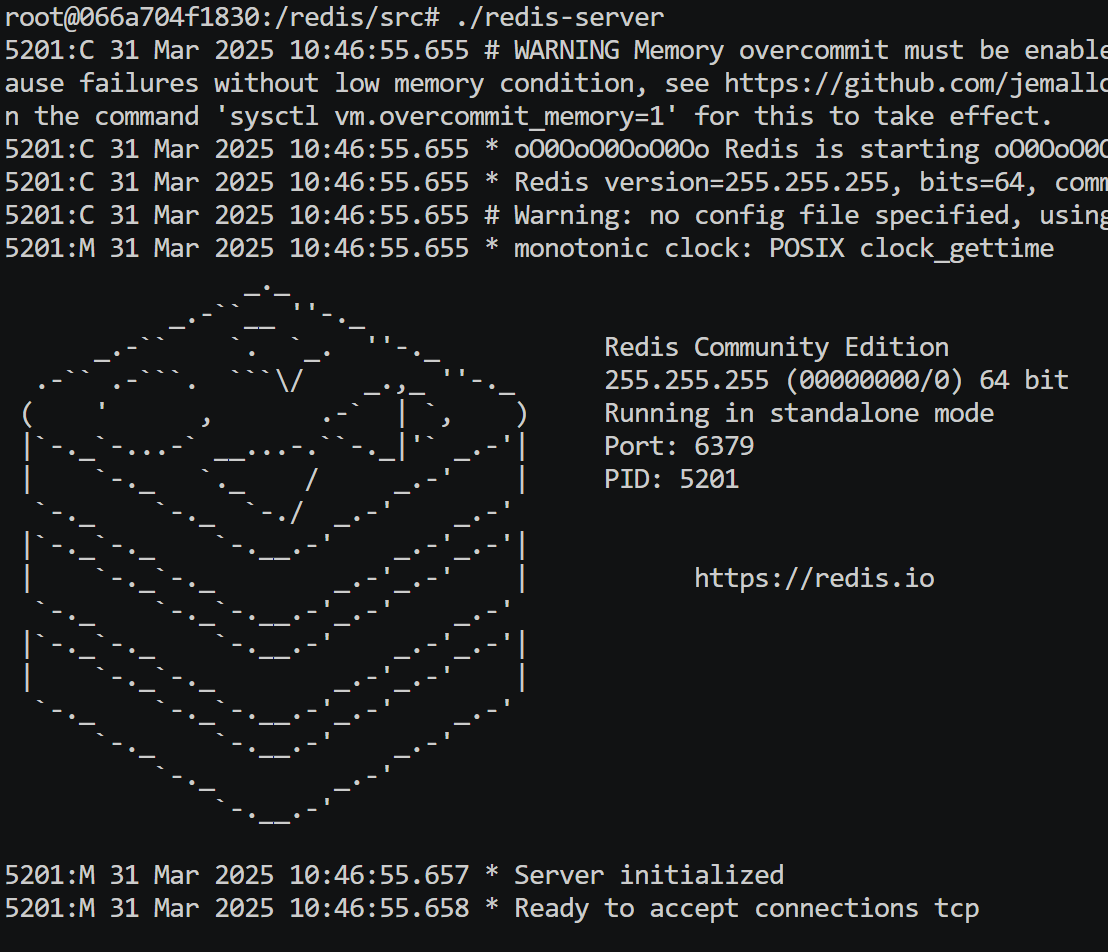 root@066a704f1830:/redis/src# ./redis-server
5201:C 31 Mar 2025 10:46:55.655 # WARNING Memory overcommit must be enable
ause failures without low memory condition, see https://github.com/jemallo
n the command 'sysctl vm.overcommit_memory=1' for this to take effect.
5201:C 31 Mar 2025 10:46:55.655 * oO0OoO0OoO0Oo Redis is starting oO0OoO0O
5201:C 31 Mar 2025 10:46:55.655 * Redis version=255.255.255, bits=64, comm
5201:C 31 Mar 2025 10:46:55.655 # Warning: no config file specified, using
5201:M 31 Mar 2025 10:46:55.655 * monotonic clock: POSIX clock_gettime
Redis Community Edition
255.255.255 (00000000/0) 64 bit
Running in standalone mode
Port: 6379
PID: 5201
https://redis.io
5201:M 31 Mar 2025 10:46:55.657 * Server initialized
5201:M 31 Mar 2025 10:46:55.658 * Ready to accept connections tcp